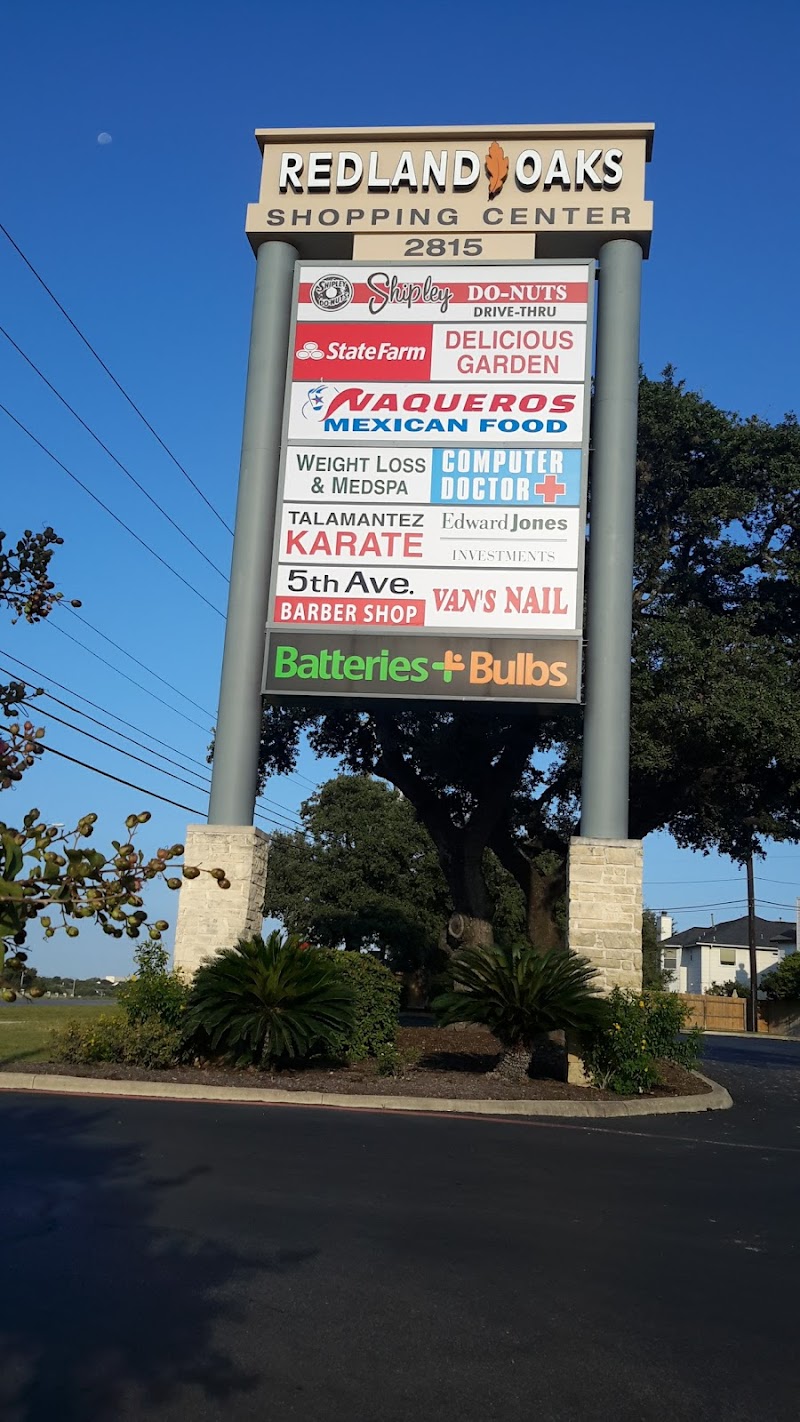 REDLAND OAKS
SHOPPING CENTER
2815
SHIPLEY DO-NUTS
Shipley DO-NUTS
DRIVE-THRU
State Farm
DELICIOUS
GARDEN
NAQUEROS
MEXICAN FOOD
WEIGHT LOSS
& MEDSPA
COMPUTER
DOCTOR
TALAMANTEZ
KARATE
Edward Jones
INVESTMENTS
5th Ave.
BARBER SHOP
VAN'S NAIL
Batteries + Bulbs